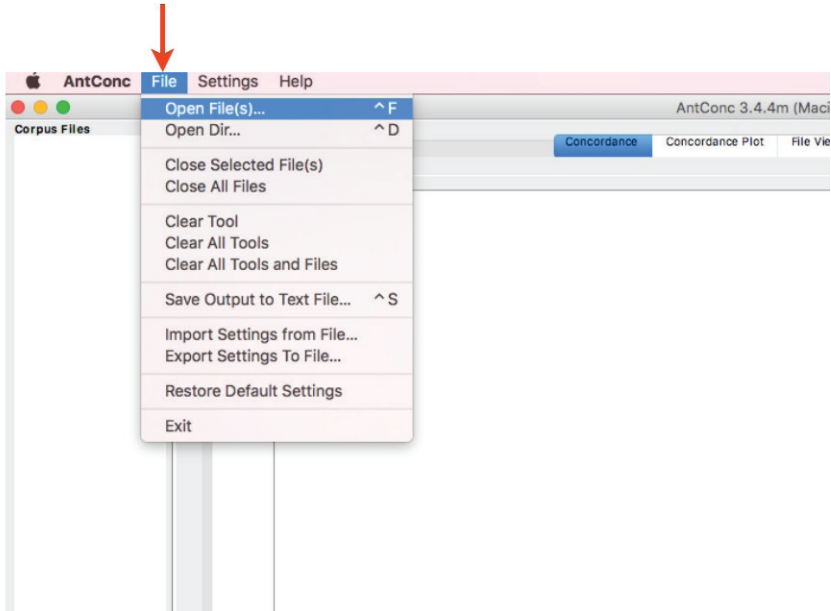 AntConc File Settings Help
AntConc 3.4.4m (Maci
Corpus Files
Concordance Concordance Plot File Vie
Open File(s)... ^F
Open Dir... ^D
Close Selected File(s)
Close All Files
Clear Tool
Clear All Tools
Clear All Tools and Files
Save Output to Text File... ^S
Import Settings from File...
Export Settings To File...
Restore Default Settings
Exit